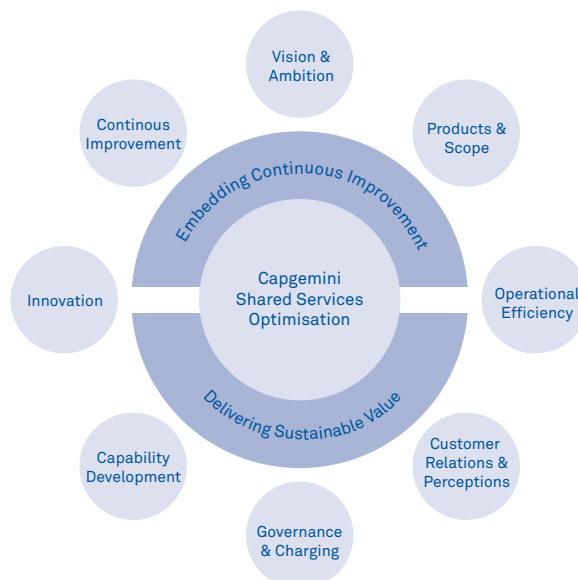 Vision &
Ambition
Continous
Improvement
Products &
Scope
Embedding Continuous Improvement
Innovation
Capgemini
Shared Services
Optimisation
Operational
Efficiency
Delivering Sustainable Value
Capability
Development
Customer
Relations &
Perceptions
Governance
& Charging